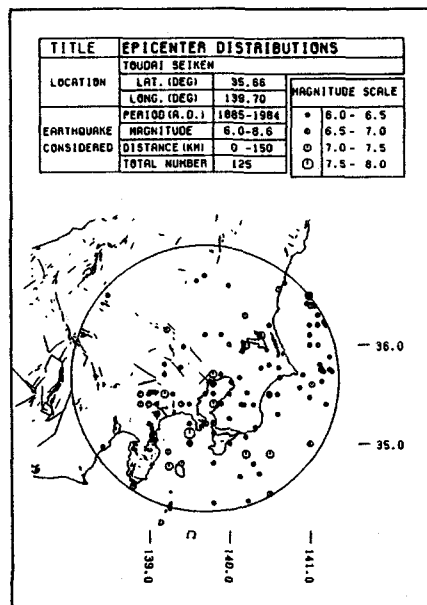 TITLE EPICENTER DISTRIBUTIONS
LOCATION TOUDAI SEIKEN
LAT. (DEG) 35.66
LONG. (DEG) 139.70
EARTHQUAKE CONSIDERED PERIOD(A.D.) 1885-1984
MAGNITUDE 6.0-8.6
DISTANCE (KM) 0 -150
TOTAL NUMBER 125
MAGNITUDE SCALE
6.0 - 6.5
6.5 - 7.0
7.0 - 7.5
7.5 - 8.0
36.0
35.0
139.0
140.0
141.0